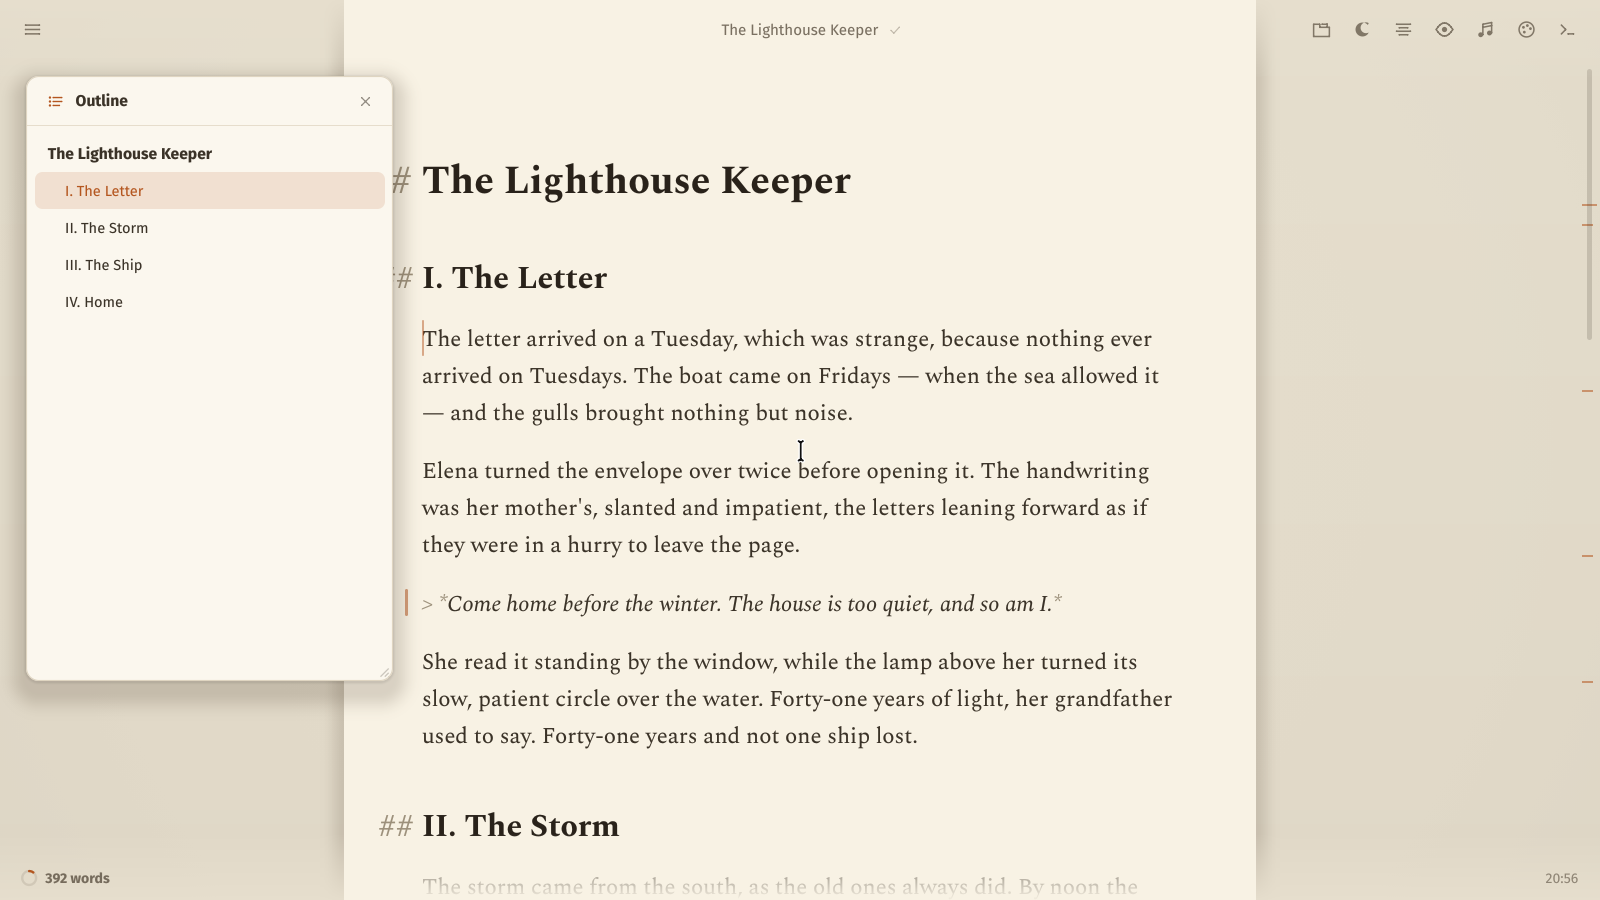 The Lighthouse Keeper
Outline
The Lighthouse Keeper
I. The Letter
II. The Storm
III. The Ship
IV. Home
# The Lighthouse Keeper
## I. The Letter
The letter arrived on a Tuesday, which was strange, because nothing ever
arrived on Tuesdays. The boat came on Fridays — when the sea allowed it
— and the gulls brought nothing but noise.
Elena turned the envelope over twice before opening it. The handwriting
was her mother's, slanted and impatient, the letters leaning forward as if
they were in a hurry to leave the page.
> *Come home before the winter. The house is too quiet, and so am I.*
She read it standing by the window, while the lamp above her turned its
slow, patient circle over the water. Forty-one years of light, her grandfather
used to say. Forty-one years and not one ship lost.
## II. The Storm
The storm came from the south, as the old ones always did. By noon the
392 words
20:56